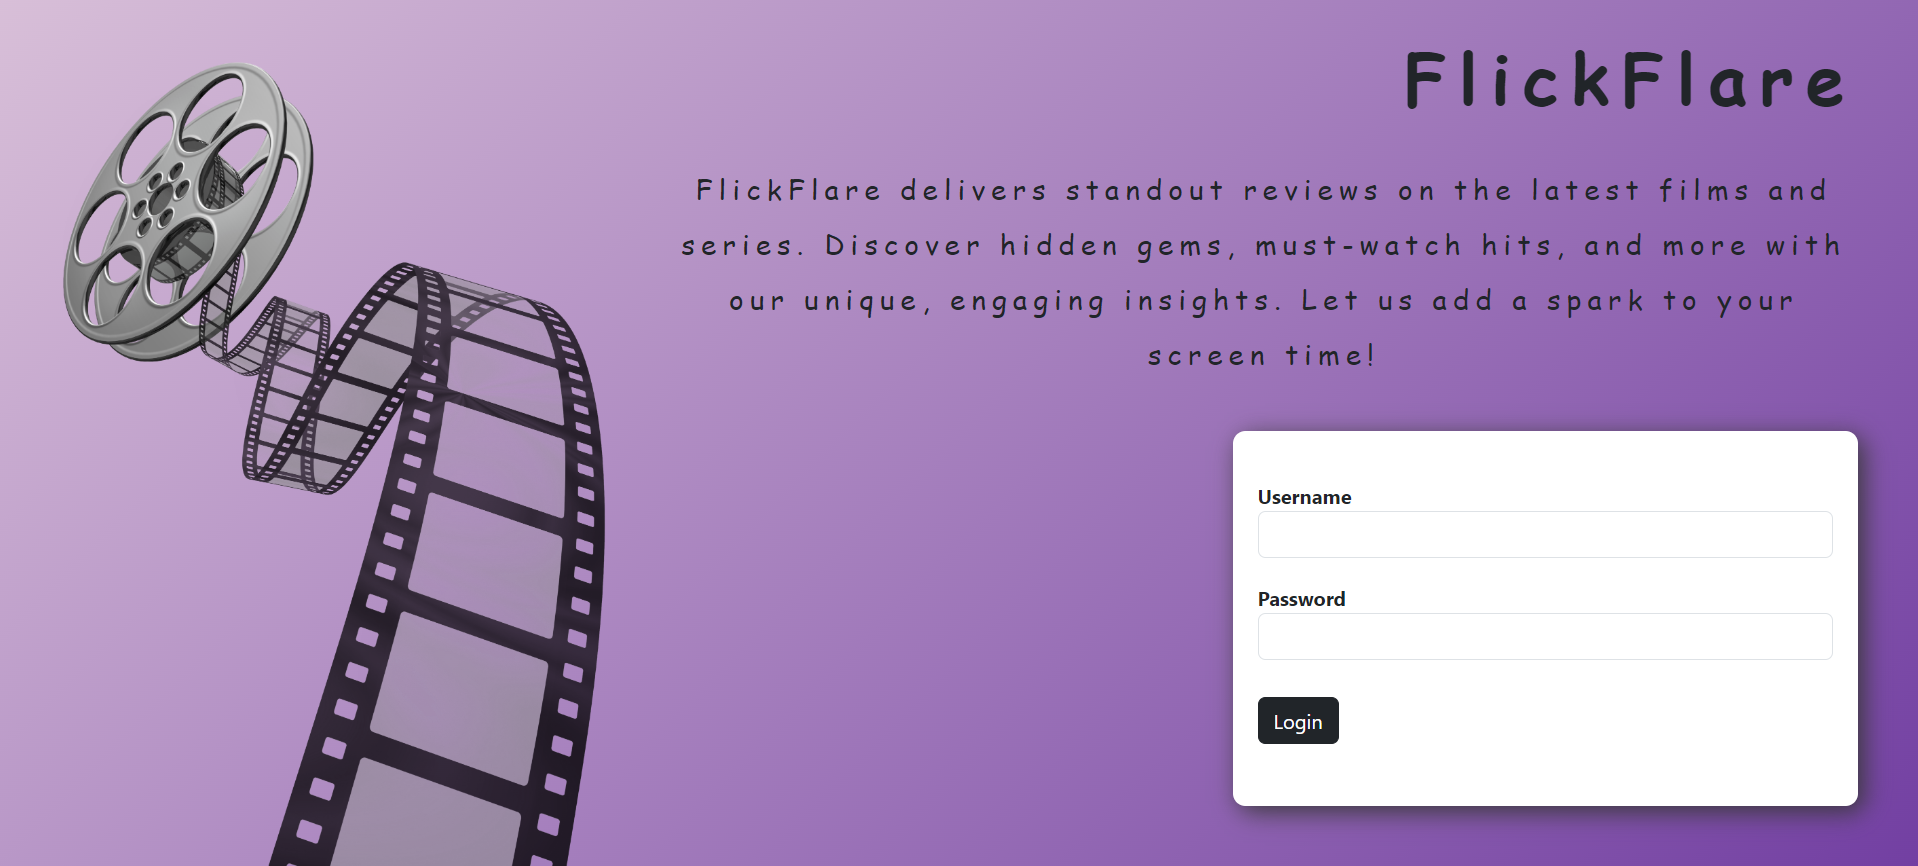 FlickFlare
FlickFlare delivers standout reviews on the latest films and
series. Discover hidden gems, must-watch hits, and more with
our unique, engaging insights. Let us add a spark to your
screen time!
Username
Password
Login